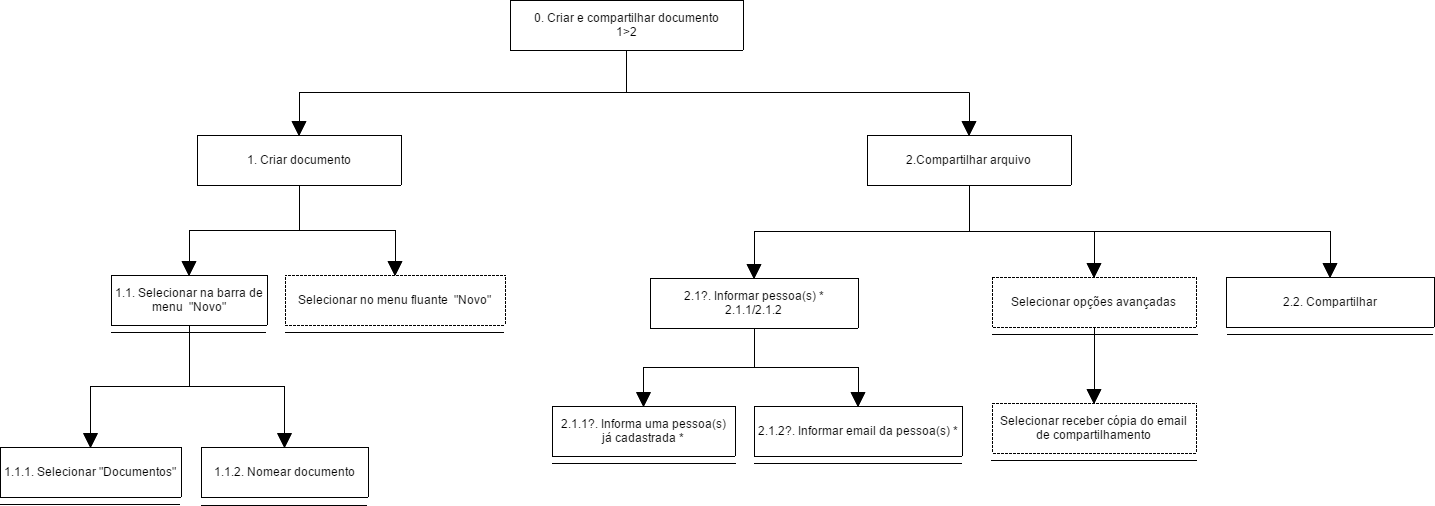 0. Criar e compartilhar documento
1>2
1. Criar documento
2.Compartilhar arquivo
1.1. Selecionar na barra de
menu "Novo"
Selecionar no menu fluante "Novo"
2.1?. Informar pessoa(s) *
2.1.1/2.1.2
Selecionar opções avançadas
2.2. Compartilhar
1.1.1. Selecionar "Documentos"
1.1.2. Nomear documento
2.1.1?. Informa uma pessoa(s)
já cadastrada *
2.1.2?. Informar email da pessoa(s) *
Selecionar receber cópia do email
de compartilhamento